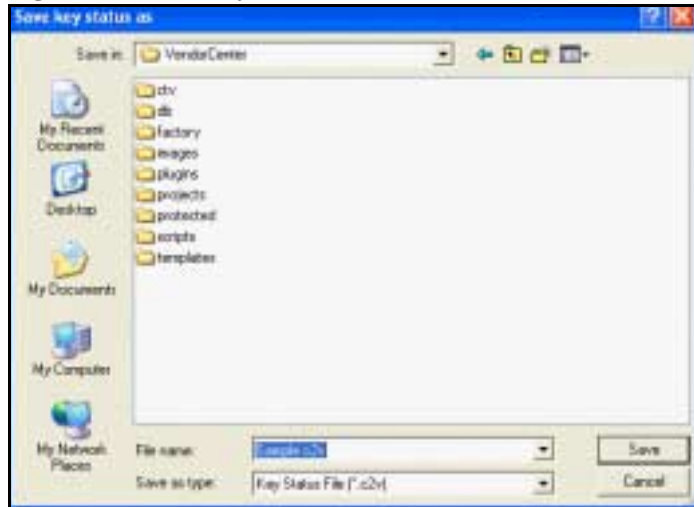 Save key status as
Save in: VendorCenter
dtv
db
factory
images
plugins
projects
protected
scripts
templates
My Recent
Documents
Desktop
My Documents
My Computer
My Network
Places
File name: Sample.c2v Save
Save as type: Key Status File (*.c2v) Cancel